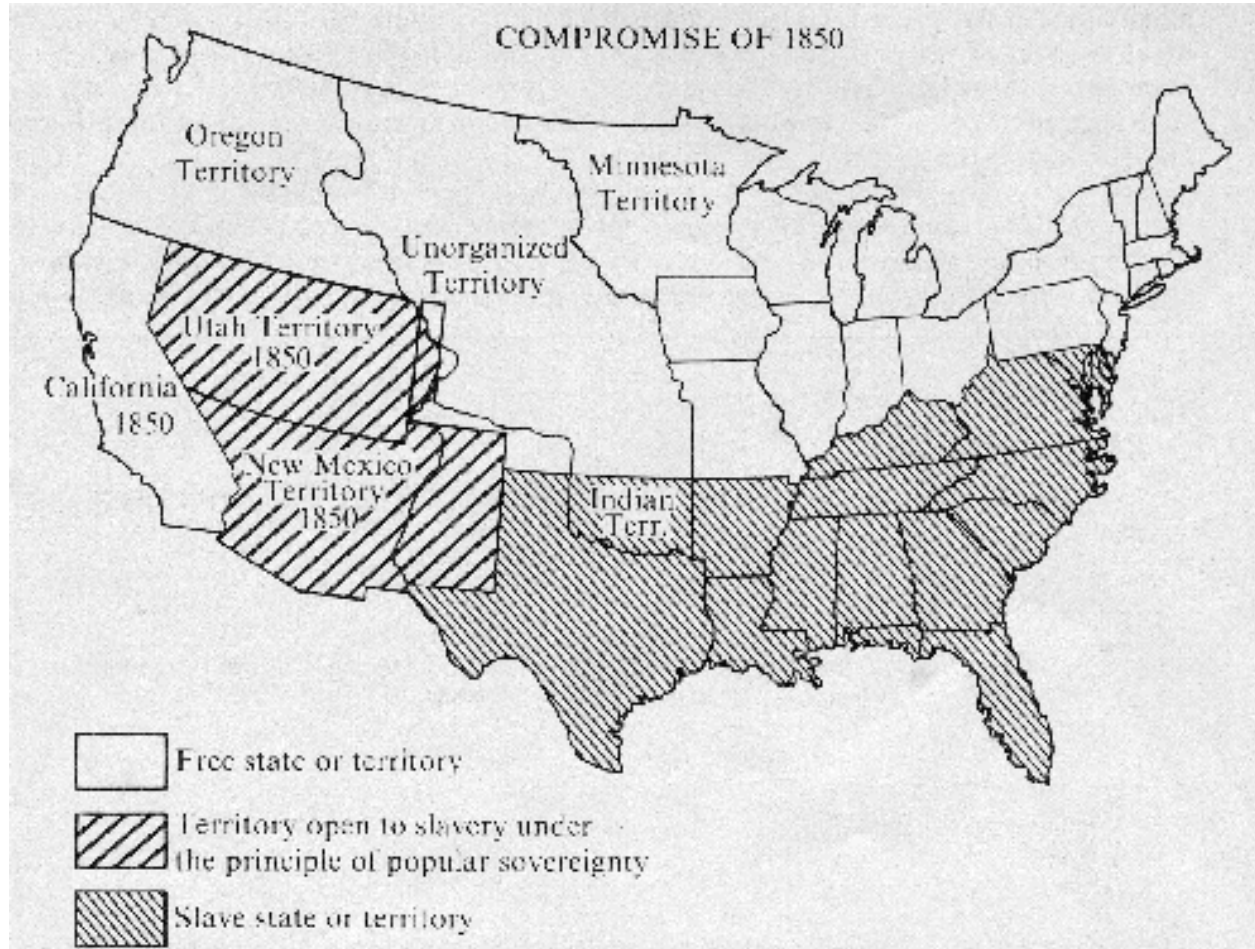 COMPROMISE OF 1850
Oregon
Territory
Minnesota
Territory
Unorganized
Territory
Utah Territory
1850
California
1850
New Mexico
Territory
1850
Indian
Terr.
Free state or territory
Territory open to slavery under
the principle of popular sovereignty
Slave state or territory